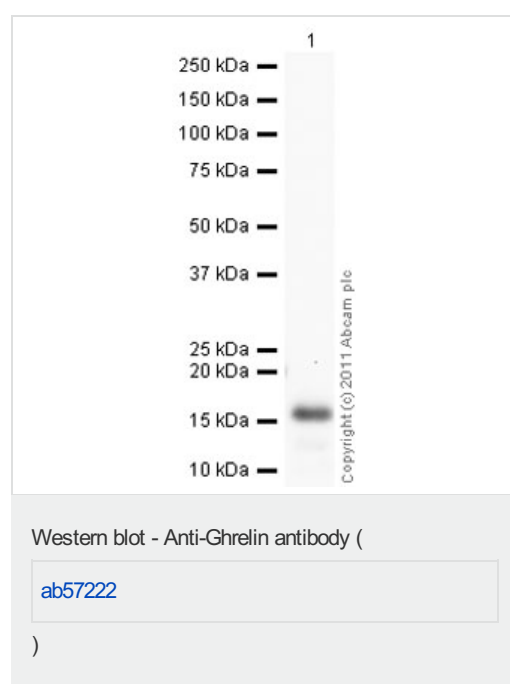 1
250 kDa
150 kDa
100 kDa
75 kDa
50 kDa
37 kDa
25 kDa
20 kDa
15 kDa
10 kDa
Copyright (c) 2011 Abcam plc
Western blot - Anti-Ghrelin antibody (
ab57222
)